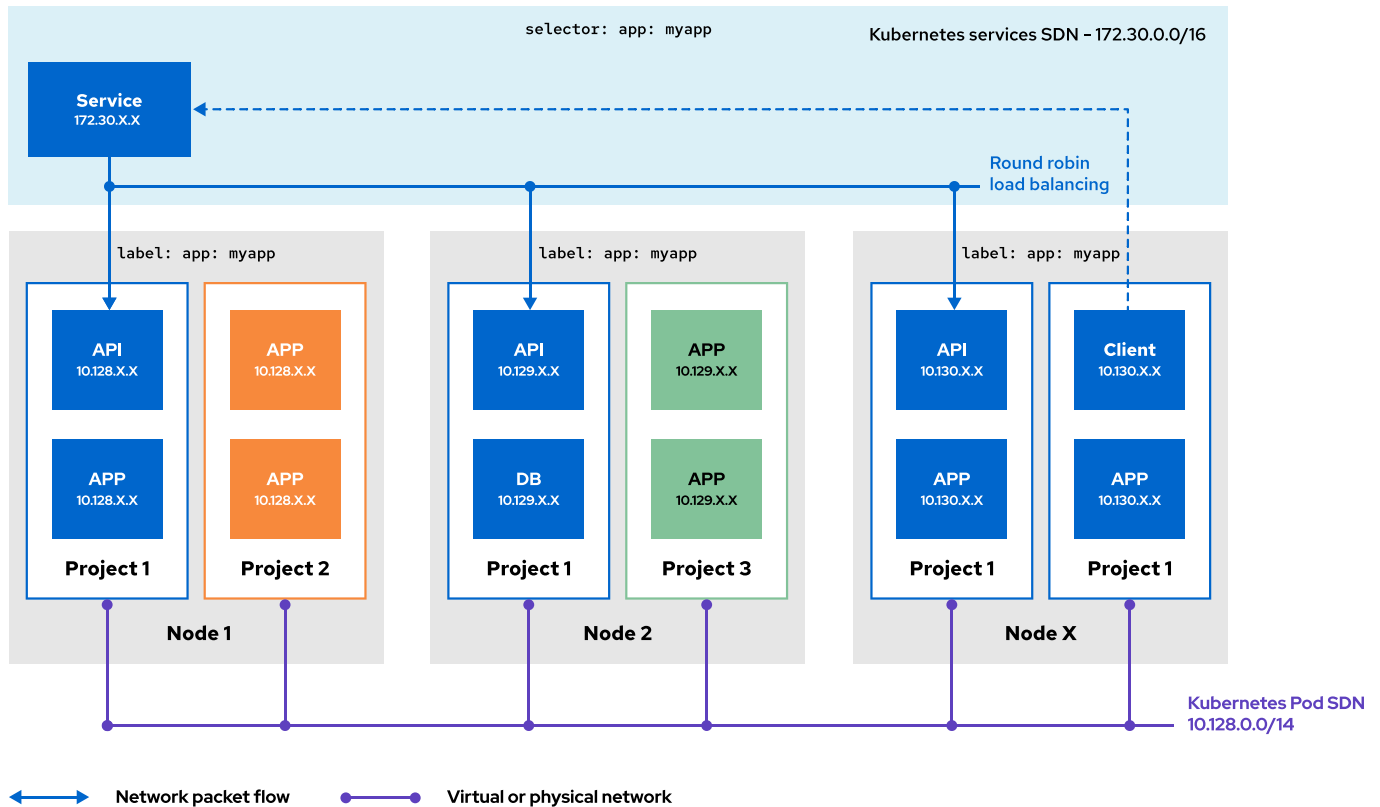 selector: app: myapp
Kubernetes services SDN – 172.30.0.0/16
Service
172.30.X.X
Round robin
load balancing
label: app: myapp
API
10.128.X.X
APP
10.128.X.X
Project 1
APP
10.128.X.X
APP
10.128.X.X
Project 2
Node 1
label: app: myapp
API
10.129.X.X
DB
10.129.X.X
Project 1
APP
10.129.X.X
APP
10.129.X.X
Project 3
Node 2
label: app: myapp
API
10.130.X.X
APP
10.130.X.X
Project 1
Client
10.130.X.X
APP
10.130.X.X
Project 1
Node X
Kubernetes Pod SDN
10.128.0.0/14
Network packet flow
Virtual or physical network